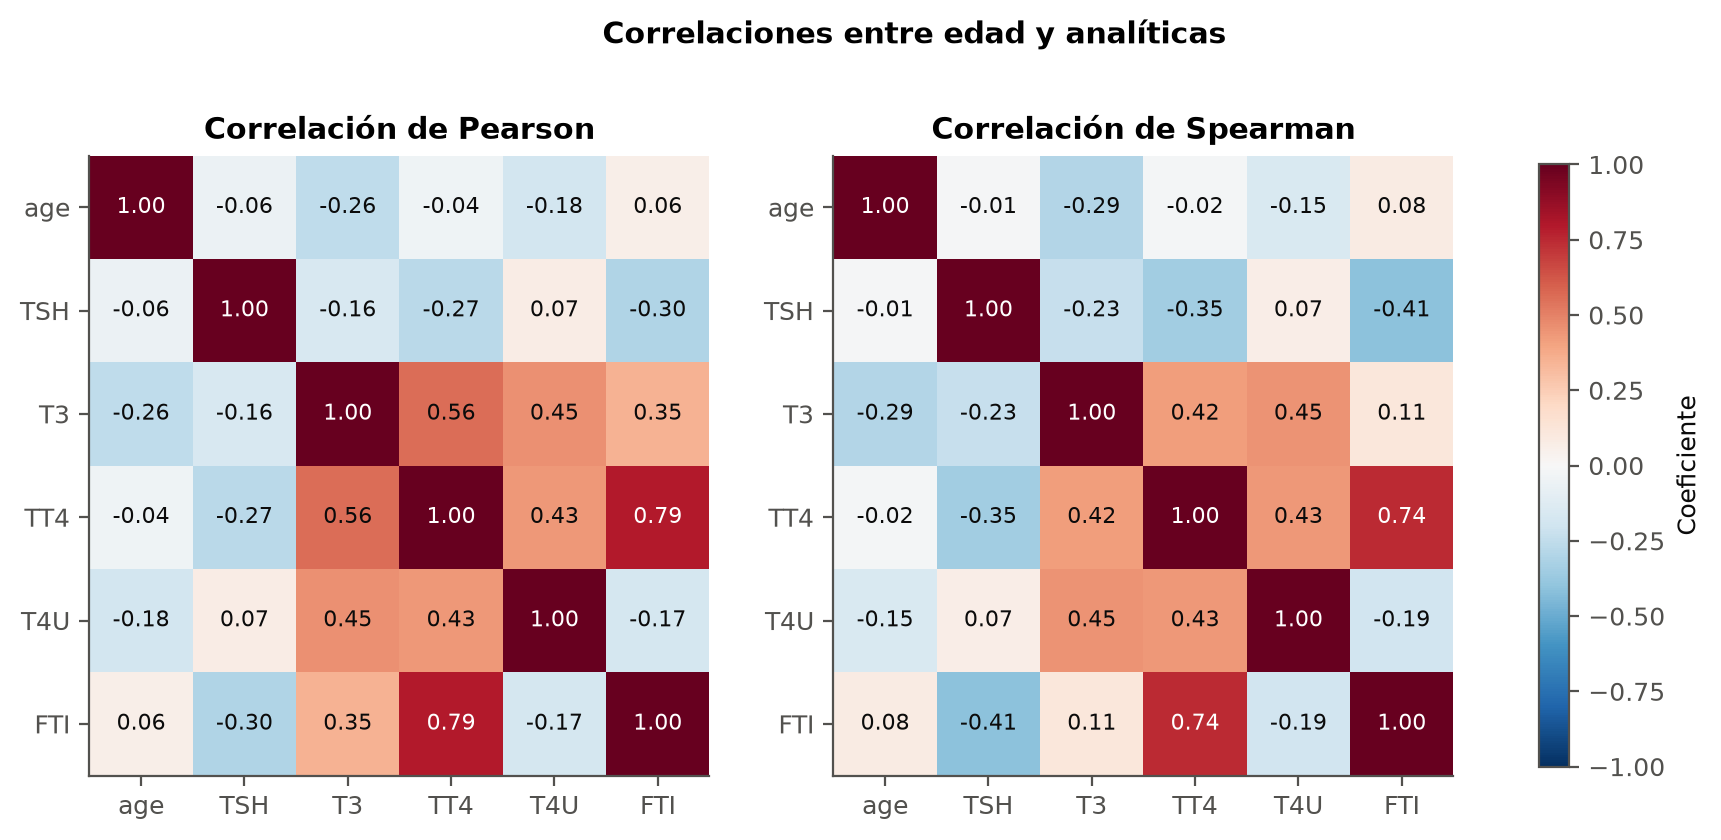 Correlaciones entre edad y analíticas
Correlación de Pearson
age 1.00 -0.06 -0.26 -0.04 -0.18 0.06
TSH -0.06 1.00 -0.16 -0.27 0.07 -0.30
T3 -0.26 -0.16 1.00 0.56 0.45 0.35
TT4 -0.04 -0.27 0.56 1.00 0.43 0.79
T4U -0.18 0.07 0.45 0.43 1.00 -0.17
FTI 0.06 -0.30 0.35 0.79 -0.17 1.00
age TSH T3 TT4 T4U FTI
Correlación de Spearman
age 1.00 -0.01 -0.29 -0.02 -0.15 0.08
TSH -0.01 1.00 -0.23 -0.35 0.07 -0.41
T3 -0.29 -0.23 1.00 0.42 0.45 0.11
TT4 -0.02 -0.35 0.42 1.00 0.43 0.74
T4U -0.15 0.07 0.45 0.43 1.00 -0.19
FTI 0.08 -0.41 0.11 0.74 -0.19 1.00
age TSH T3 TT4 T4U FTI
1.00
0.75
0.50
0.25
0.00
−0.25
−0.50
−0.75
−1.00
Coeficiente